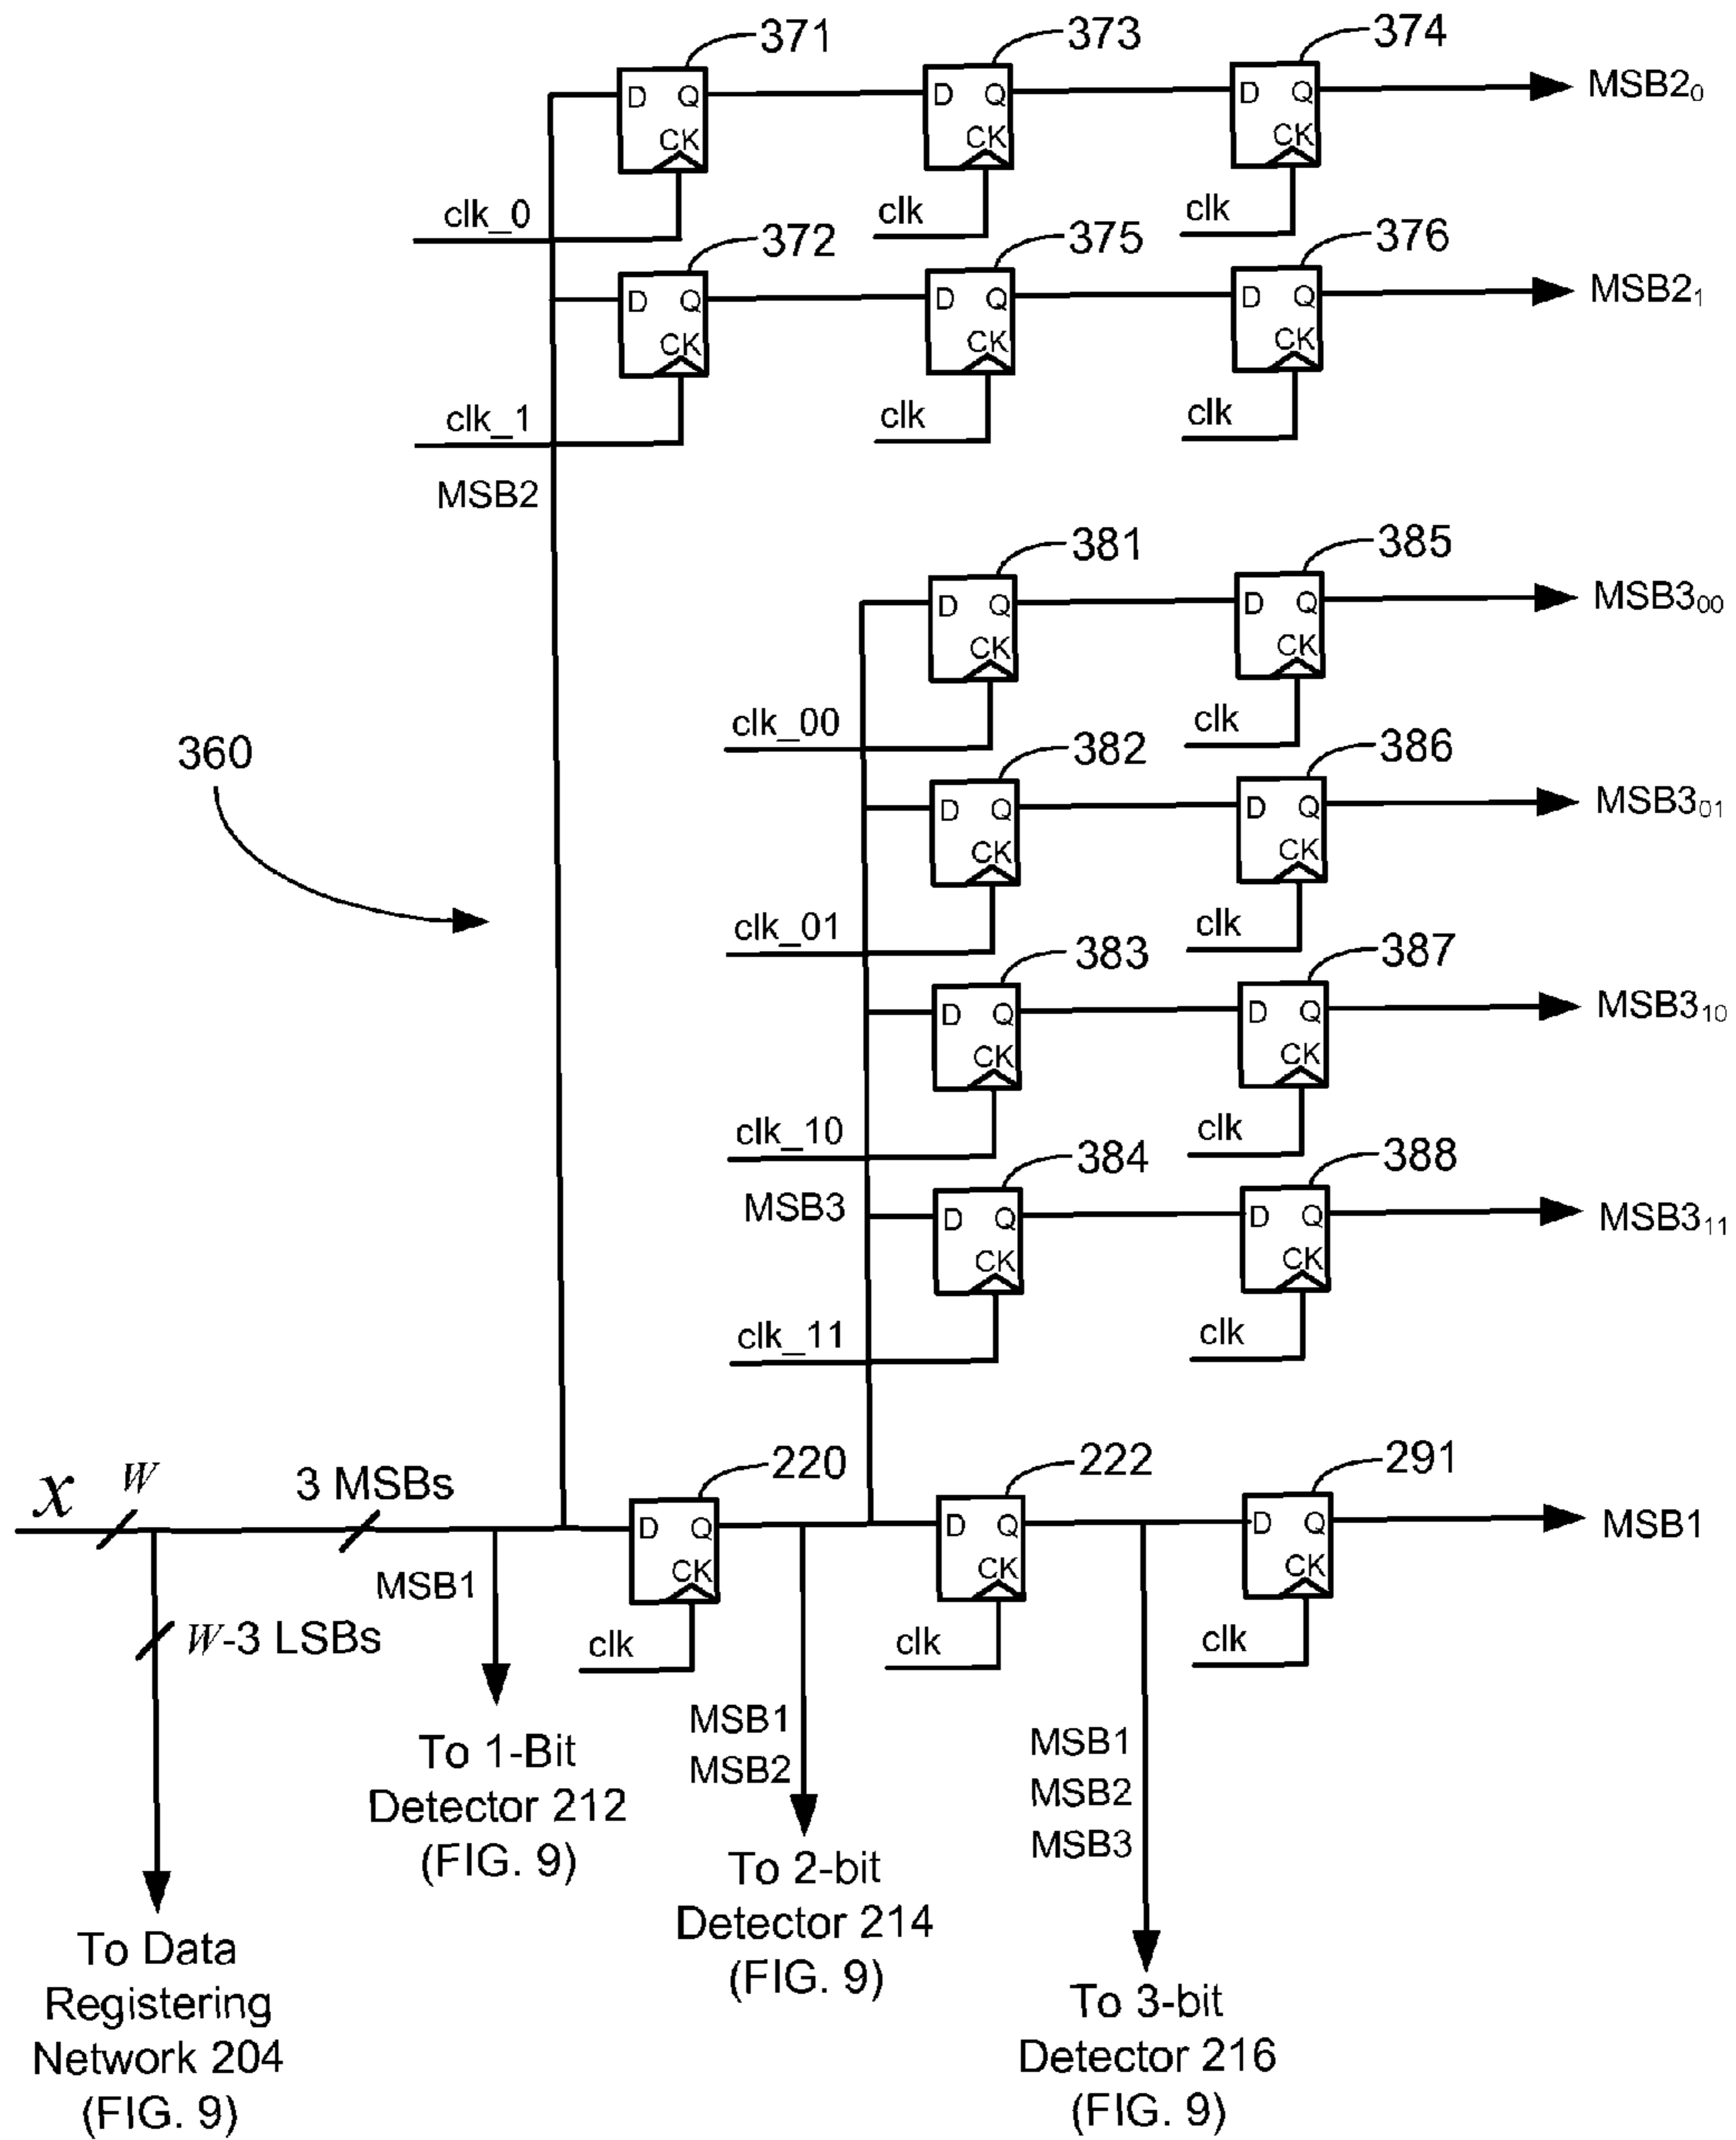 371
373
374
D Q
CK
D Q
CK
D Q
CK
MSB2₀
clk_0
clk
clk
372
375
376
D Q
CK
D Q
CK
D Q
CK
MSB2₁
clk_1
clk
clk
MSB2
381
385
D Q
CK
D Q
CK
MSB3₀₀
clk_00
clk
360
382
386
D Q
CK
D Q
CK
MSB3₀₁
clk_01
clk
383
387
D Q
CK
D Q
CK
MSB3₁₀
clk_10
clk
384
388
MSB3
D Q
CK
D Q
CK
MSB3₁₁
clk_11
clk
220
222
291
x
W
3 MSBs
D Q
CK
D Q
CK
D Q
CK
MSB1
MSB1
W-3 LSBs
clk
clk
clk
To 1-Bit
Detector 212
(FIG. 9)
MSB1
MSB2
To 2-bit
Detector 214
(FIG. 9)
MSB1
MSB2
MSB3
To 3-bit
Detector 216
(FIG. 9)
To Data
Registering
Network 204
(FIG. 9)